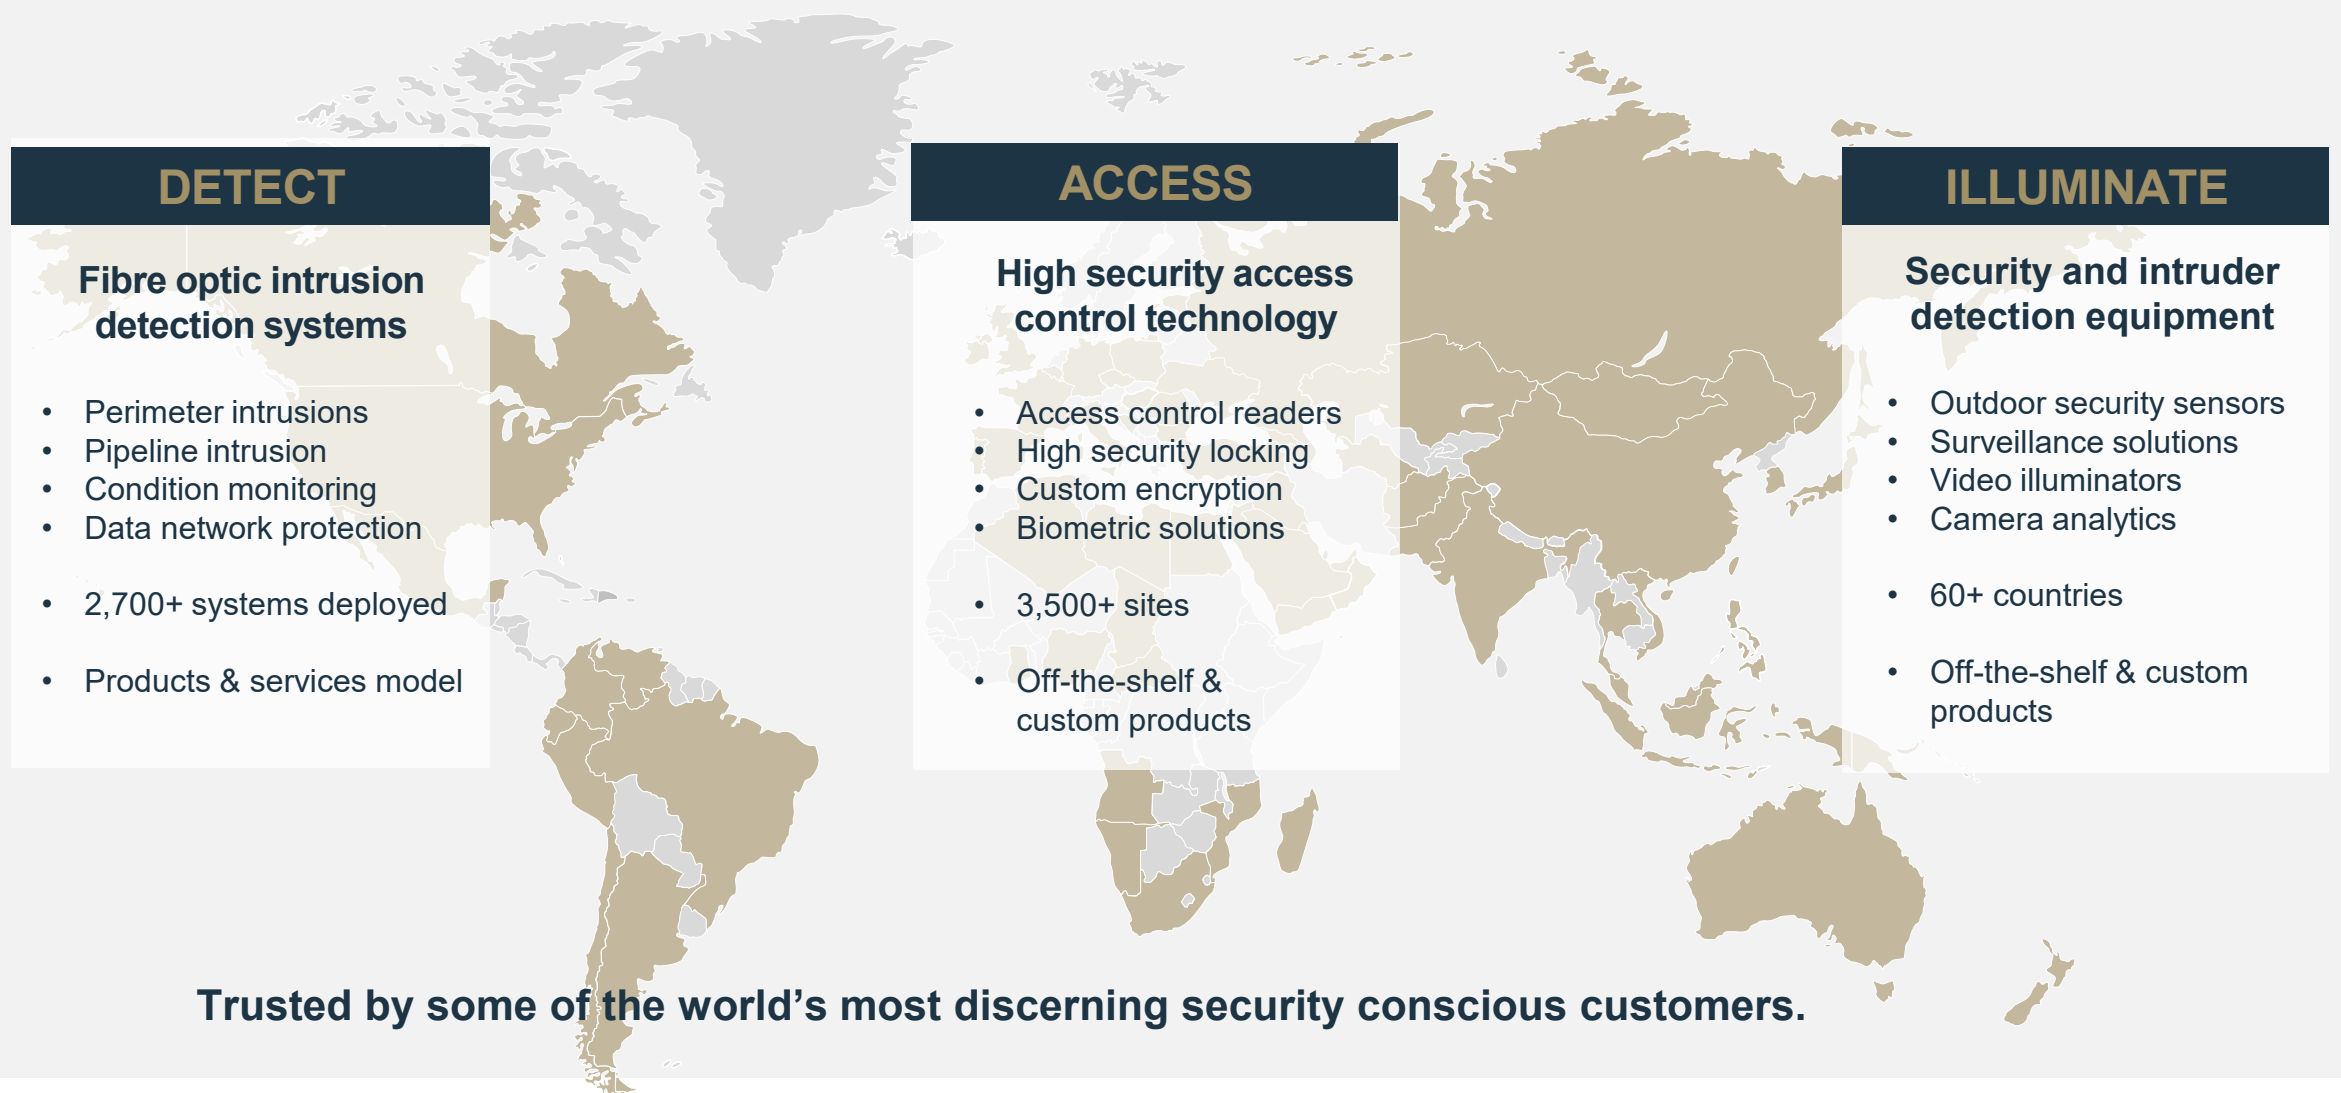 DETECT
Fibre optic intrusion
detection systems
• Perimeter intrusions
• Pipeline intrusion
• Condition monitoring
• Data network protection
• 2,700+ systems deployed
• Products & services model
ACCESS
High security access
control technology
• Access control readers
• High security locking
• Custom encryption
• Biometric solutions
• 3,500+ sites
• Off-the-shelf &
custom products
ILLUMINATE
Security and intruder
detection equipment
• Outdoor security sensors
• Surveillance solutions
• Video illuminators
• Camera analytics
• 60+ countries
• Off-the-shelf & custom
products
Trusted by some of the world’s most discerning security conscious customers.